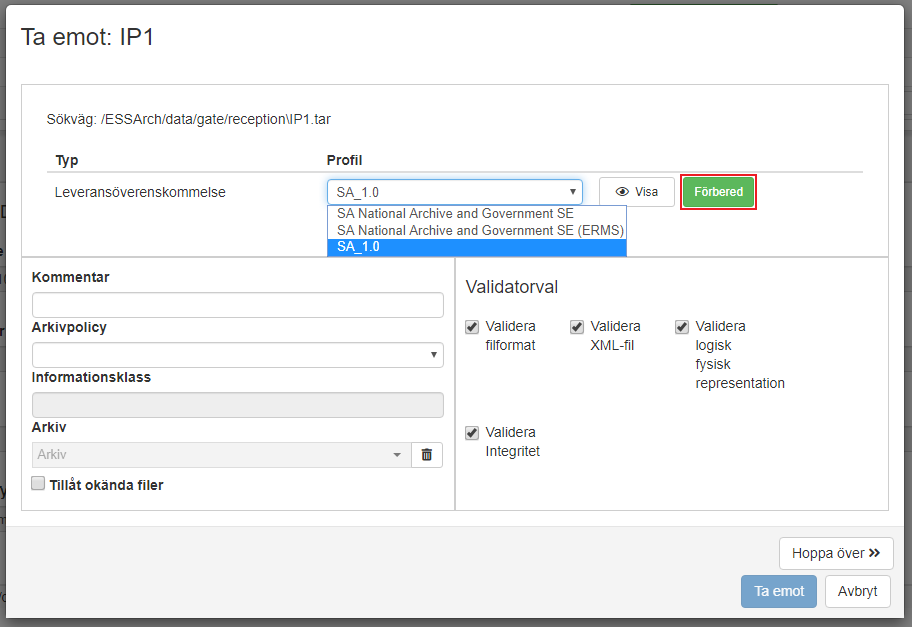 Ta emot: IP1
Sökväg: /ESSArch/data/gate/reception\IP1.tar
Typ Profil
Leveransöverenskommelse SA_1.0 Visa Förbered
SA National Archive and Government SE
SA National Archive and Government SE (ERMS)
SA_1.0
Kommentar
Arkivpolicy
Informationsklass
Arkiv
Arkiv
Tillåt okända filer
Validatorval
Validera
filformat
Validera
XML-fil
Validera
logisk
fysisk
representation
Validera
Integritet
Hoppa över
Ta emot Avbryt